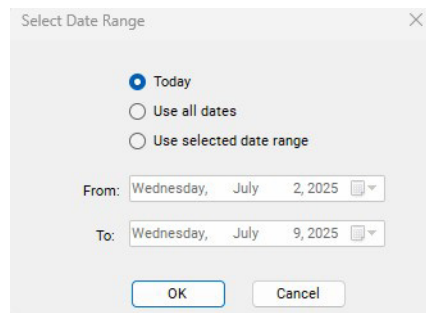 Select Date Range
Today
Use all dates
Use selected date range
From: Wednesday, July 2, 2025
To: Wednesday, July 9, 2025
OK Cancel